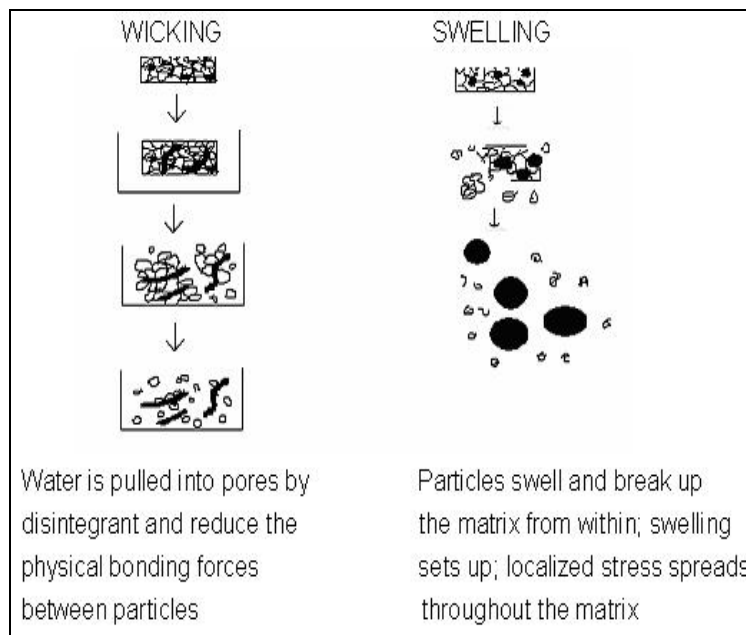 WICKING
SWELLING
Water is pulled into pores by
disintegrant and reduce the
physical bonding forces
between particles
Particles swell and break up
the matrix from within; swelling
sets up; localized stress spreads
throughout the matrix